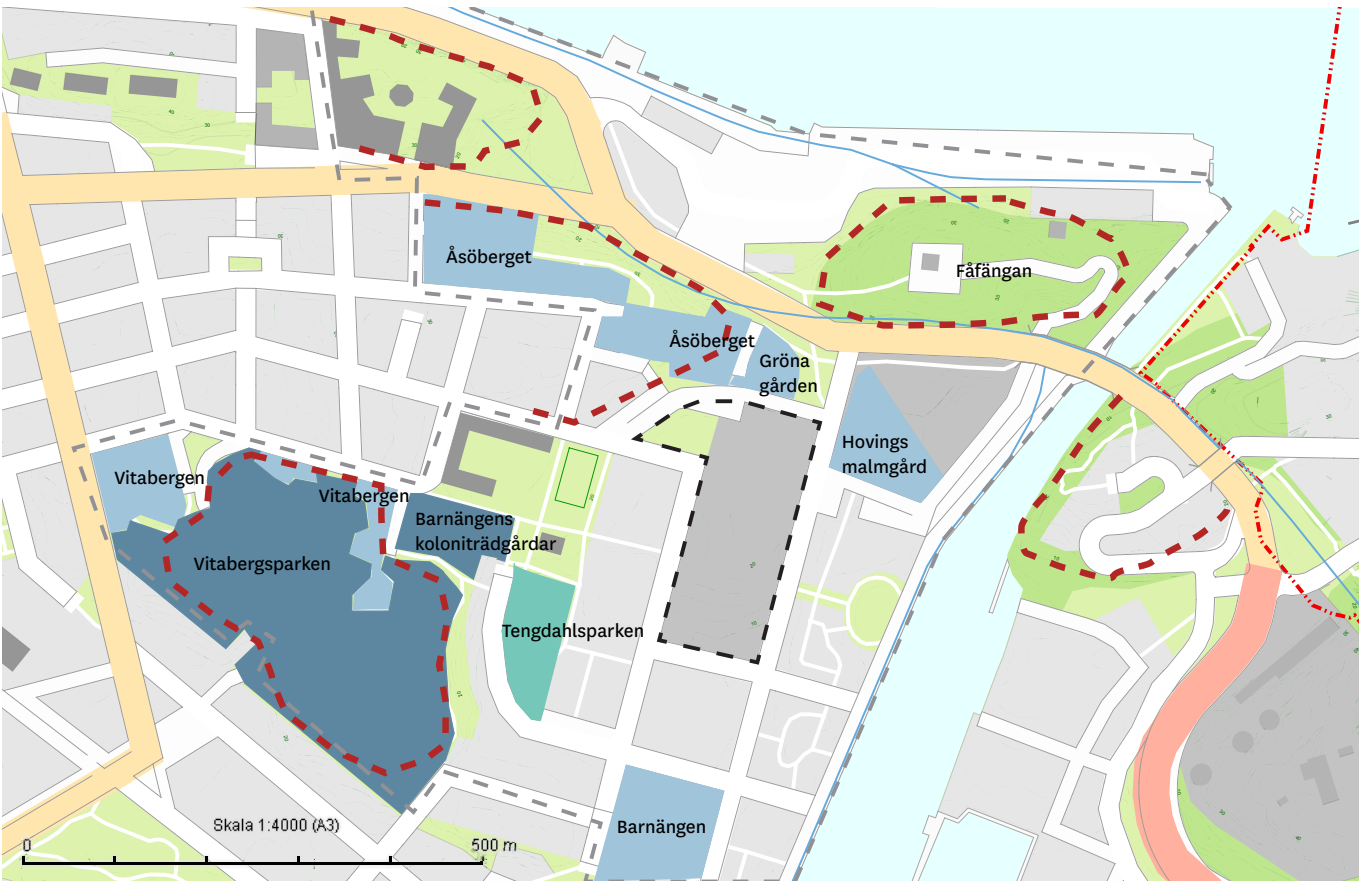 Åsöberget
Fåfängan
Åsöberget
Gröna
gården
Hovings
malmgård
Vitabergen
Vitabergen
Barnängens
koloniträdgårdar
Vitabergsparken
Tengdahlsparken
Barnängen
Skala 1:4000 (A3)
0
500 m